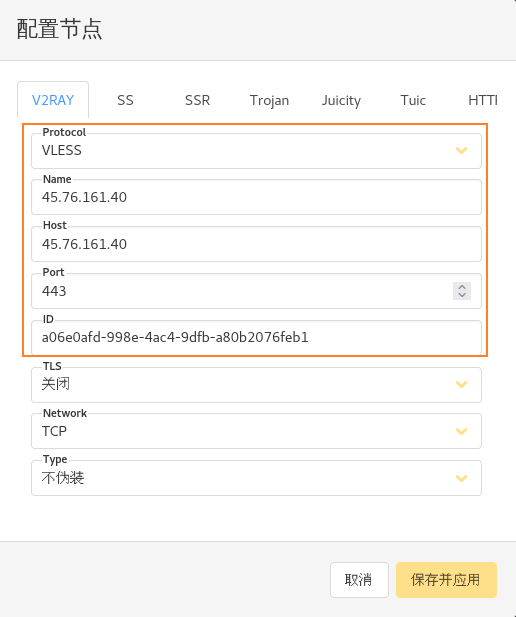 配置节点
V2RAY SS SSR Trojan Juicity Tuic HTTI
Protocol
VLESS
Name
45.76.161.40
Host
45.76.161.40
Port
443
ID
a06e0afd-998e-4ac4-9dfb-a80b2076feb1
TLS
关闭
Network
TCP
Type
不伪装
取消 保存并应用